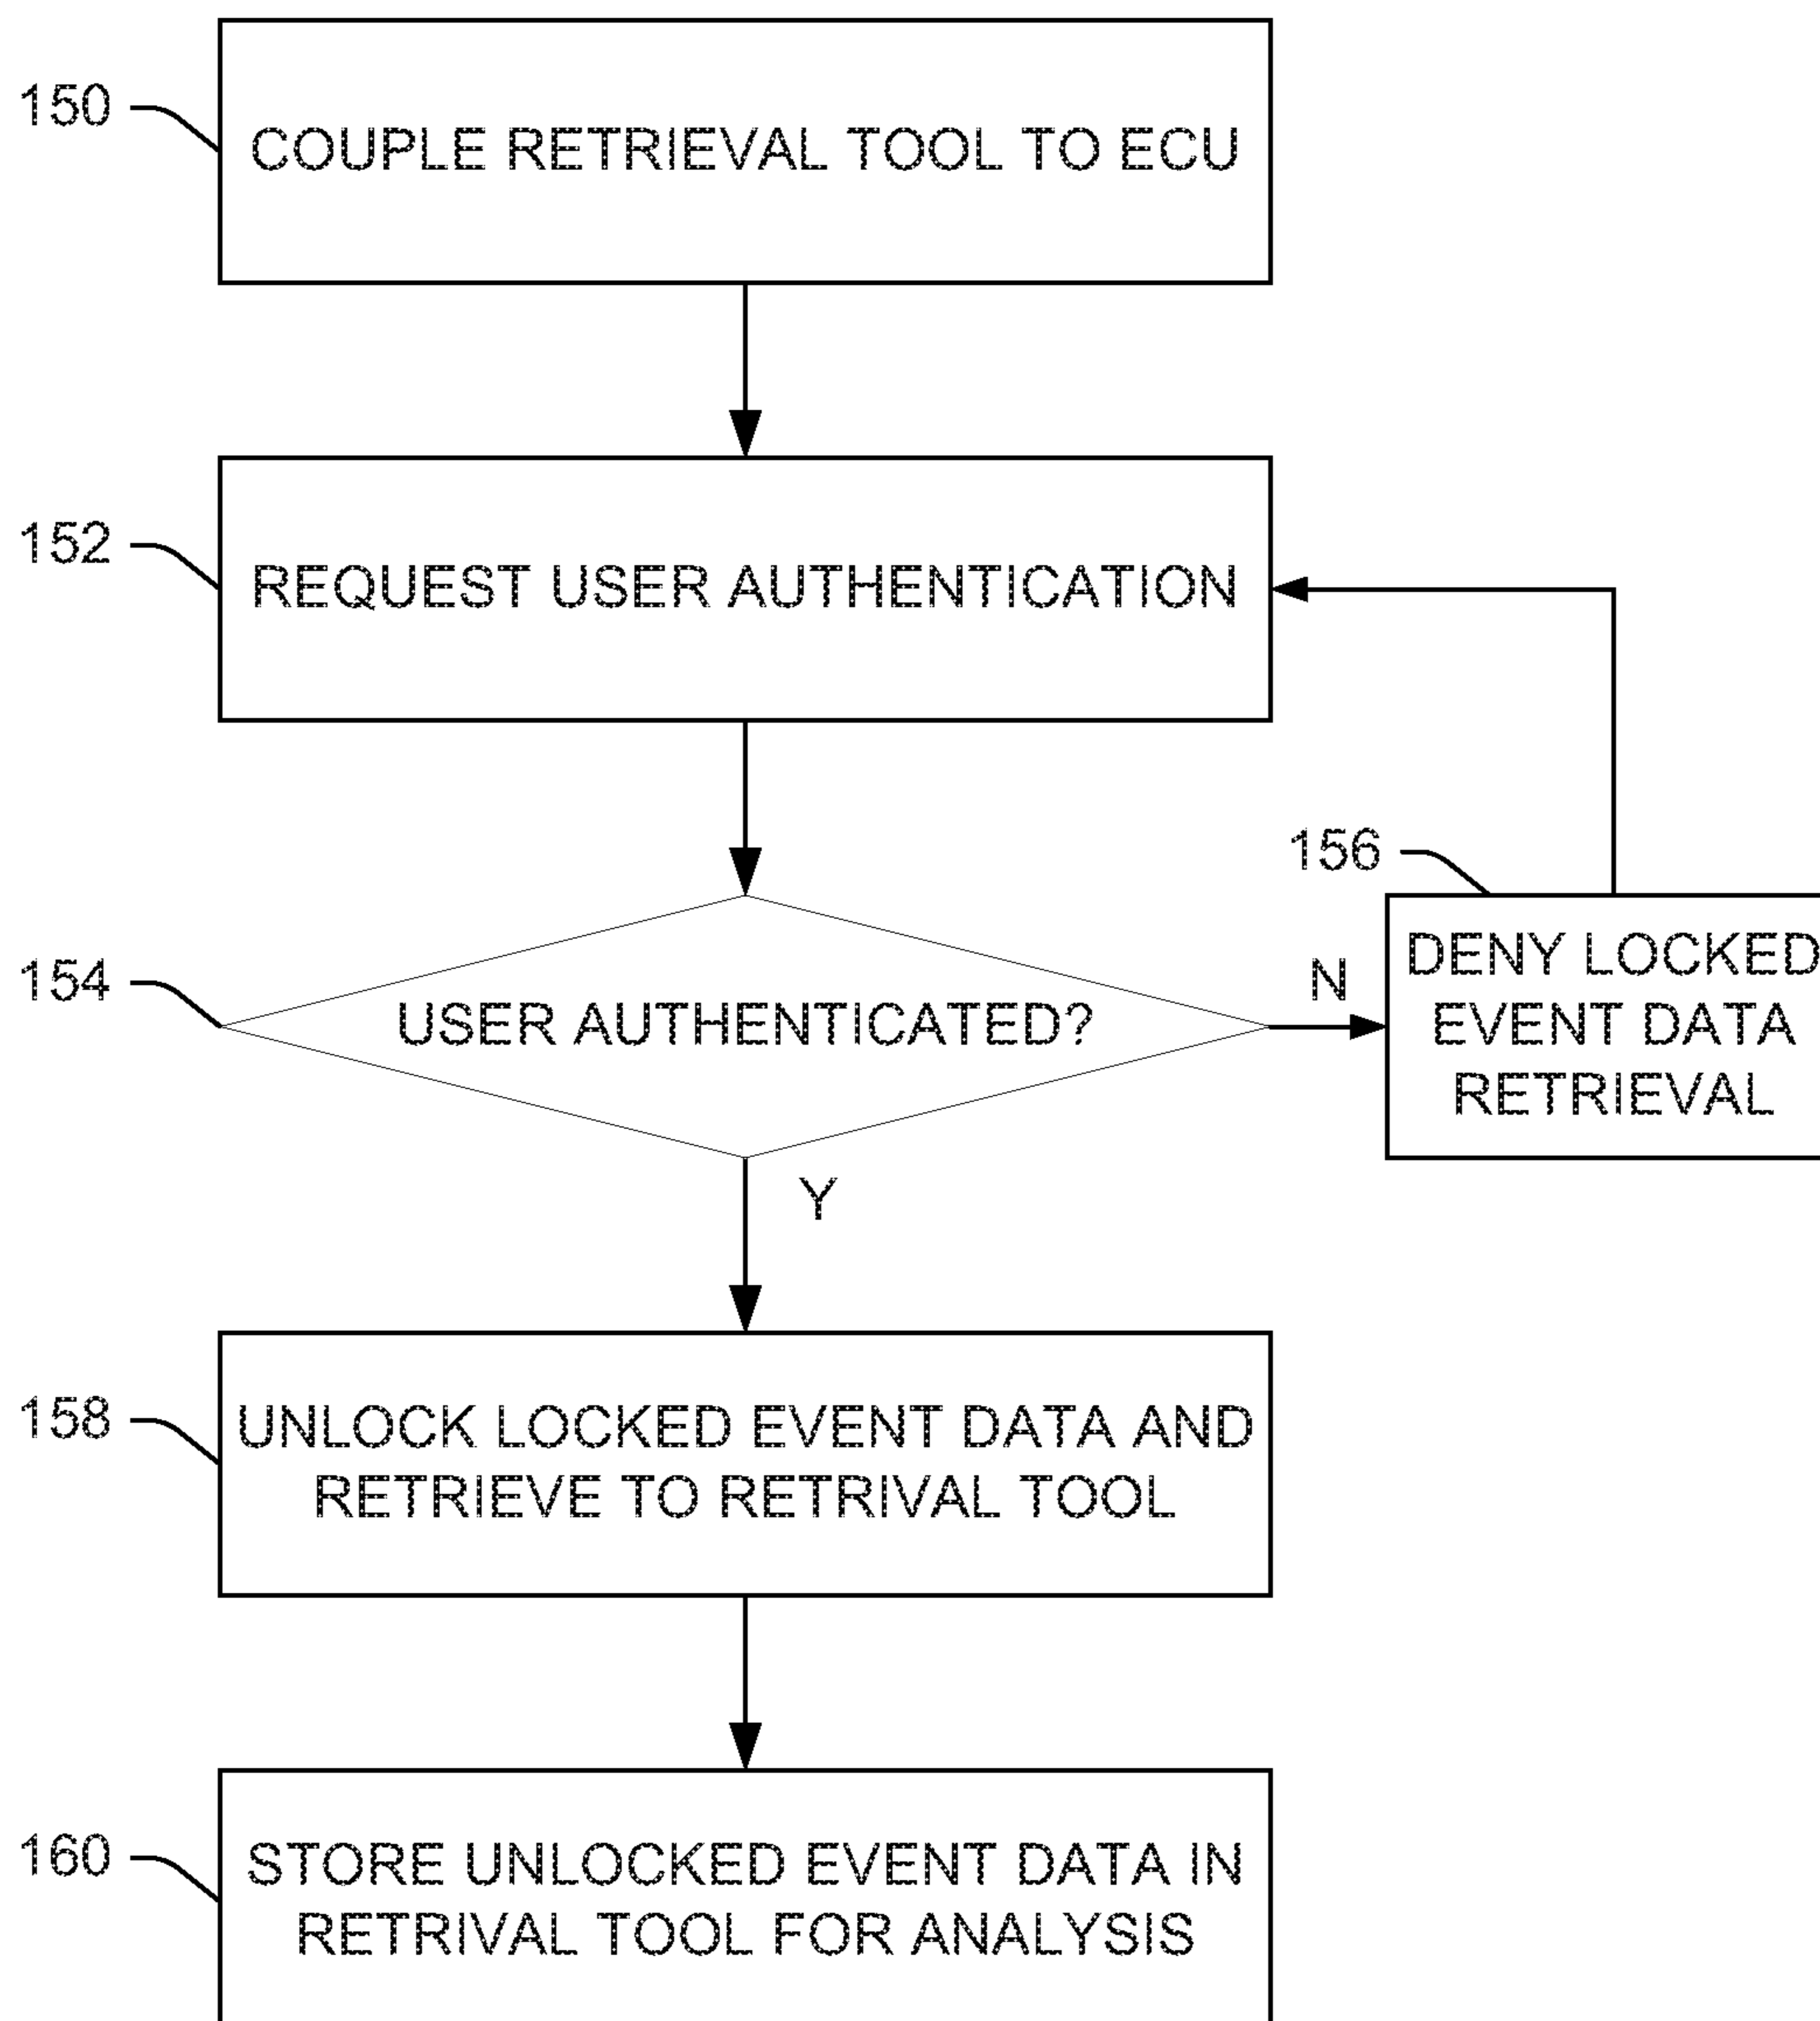 150
COUPLE RETRIEVAL TOOL TO ECU
152
REQUEST USER AUTHENTICATION
154
USER AUTHENTICATED?
N
156
DENY LOCKED
EVENT DATA
RETRIEVAL
Y
158
UNLOCK LOCKED EVENT DATA AND
RETRIEVE TO RETRIVAL TOOL
160
STORE UNLOCKED EVENT DATA IN
RETRIVAL TOOL FOR ANALYSIS